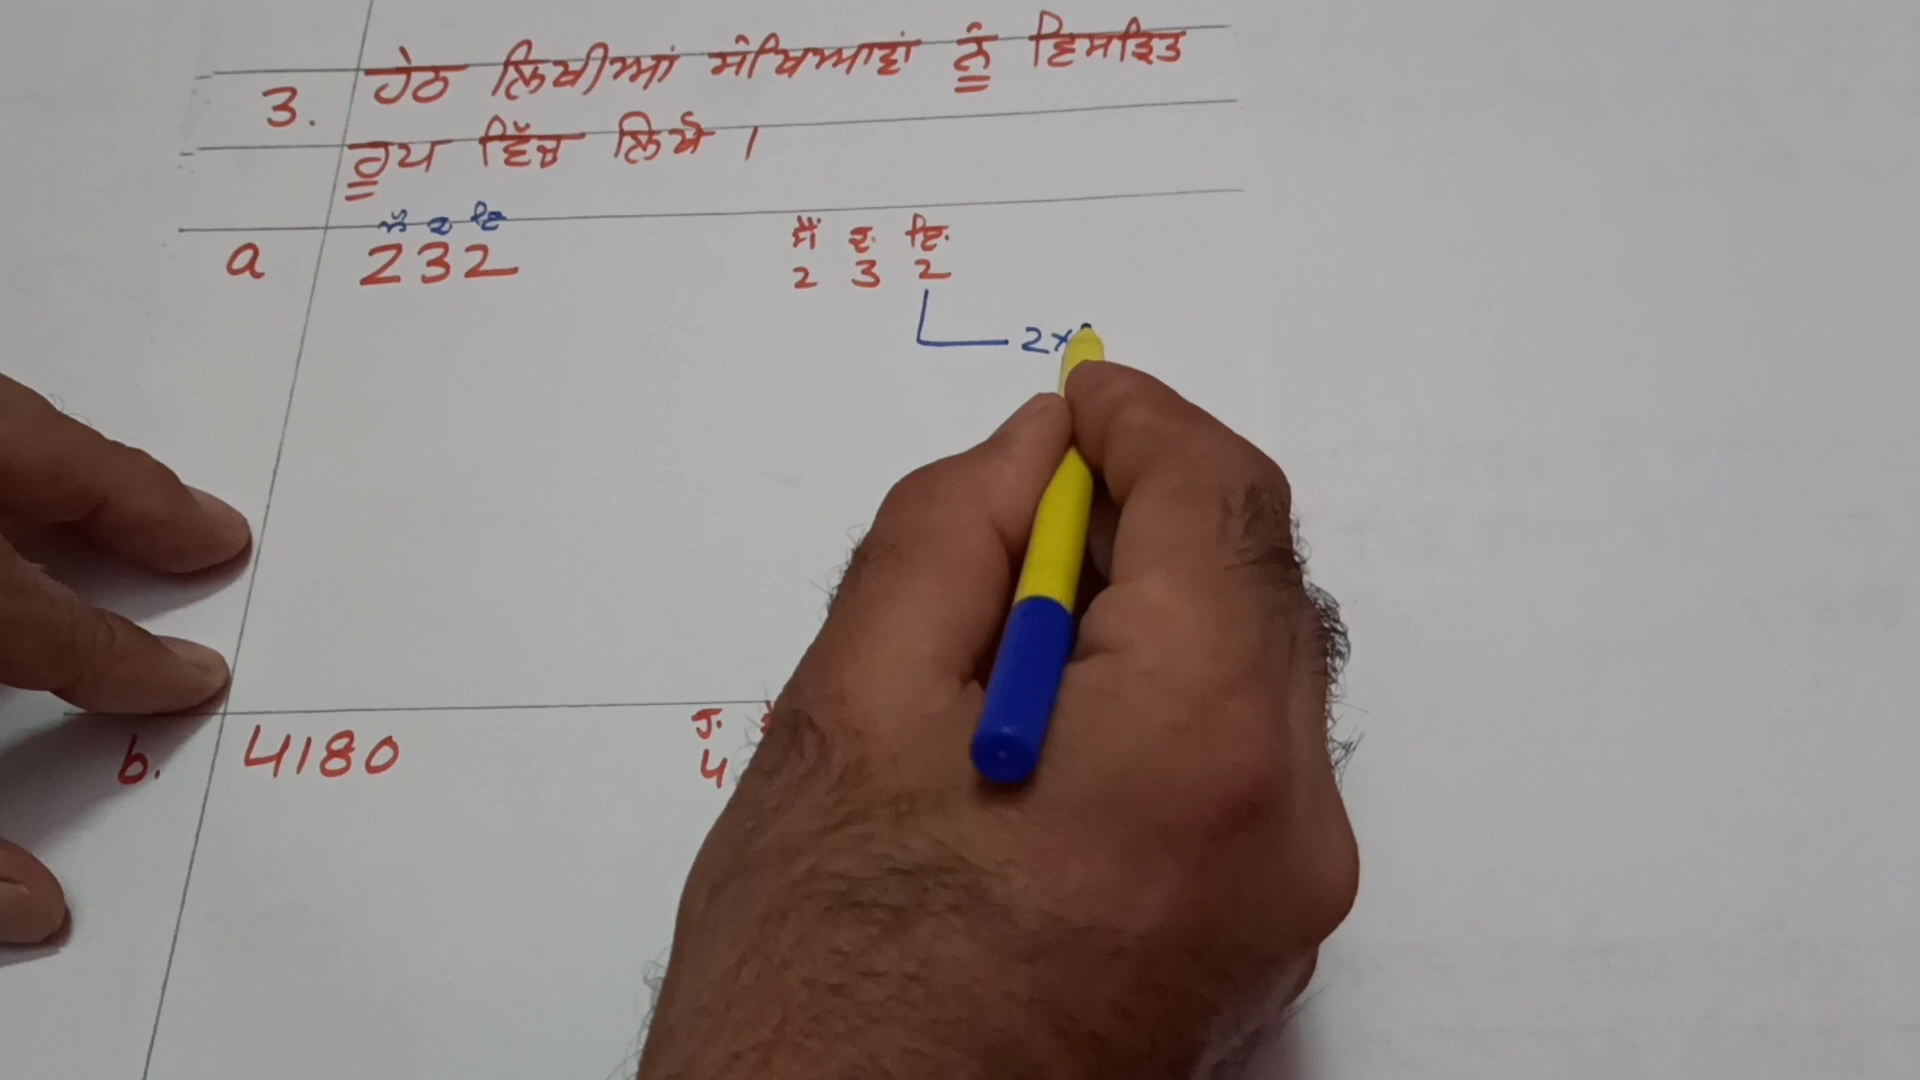 3. ਹੇਠ ਲਿਖੀਆਂ ਸੰਖਿਆਵਾਂ ਨੂੰ ਵਿਸਤ੍ਰਿਤ
ਰੂਪ ਵਿੱਚ ਲਿਖੋ ।
ਸੈਂ ਦ ਇ
a 232
ਸੈਂ ਦ. ਇ.
2 3 2
2×
b. 4180
ਹ.
4